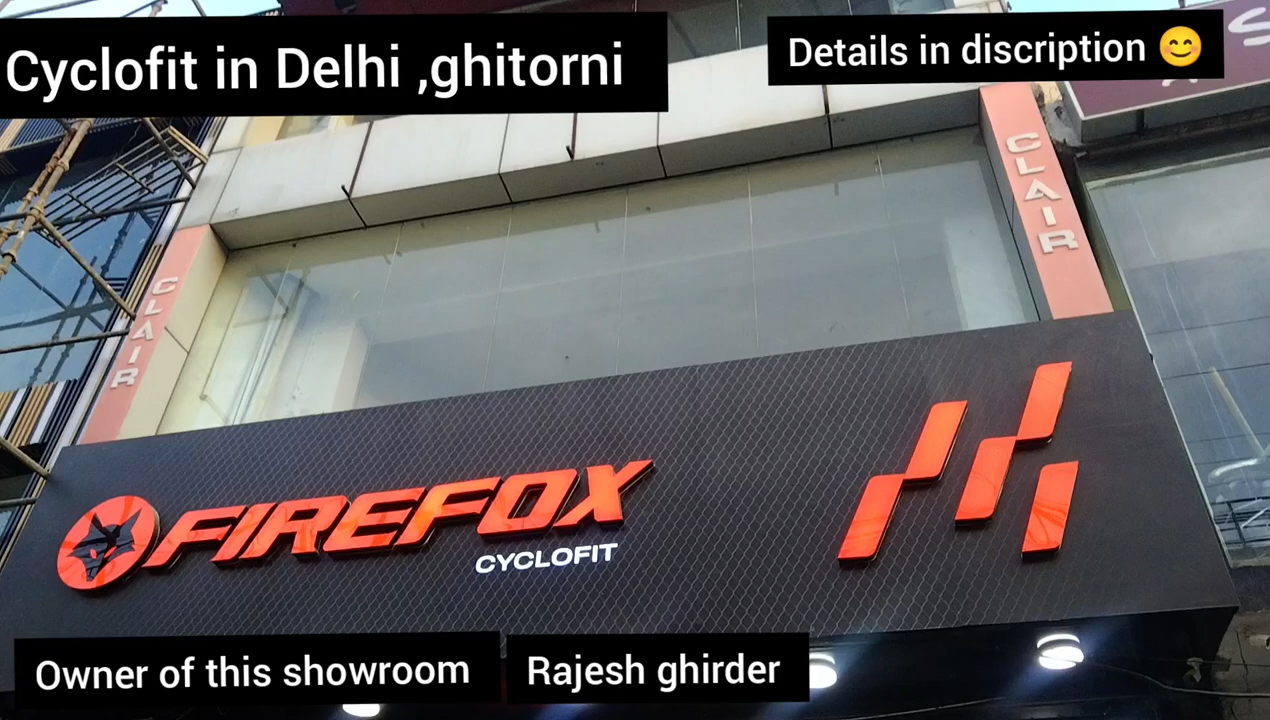 Cyclofit in Delhi ,ghitorni
Details in discription 😊
S
CLAIR
CLAIR
FIREFOX
CYCLOFIT
Owner of this showroom
Rajesh ghirder